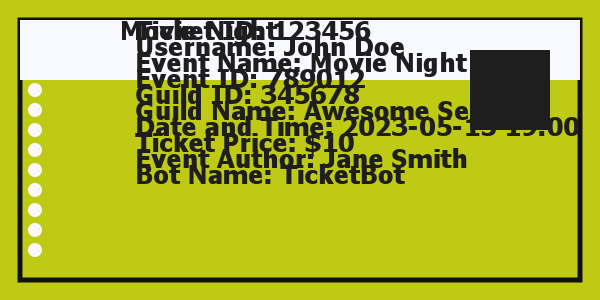 Movie Night
Ticket ID: 123456
Username: John Doe
Event Name: Movie Night
Event ID: 789012
Guild ID: 345678
Guild Name: Awesome Se
Date and Time: 2023-05-15 19:00
Ticket Price: $10
Event Author: Jane Smith
Bot Name: TicketBot